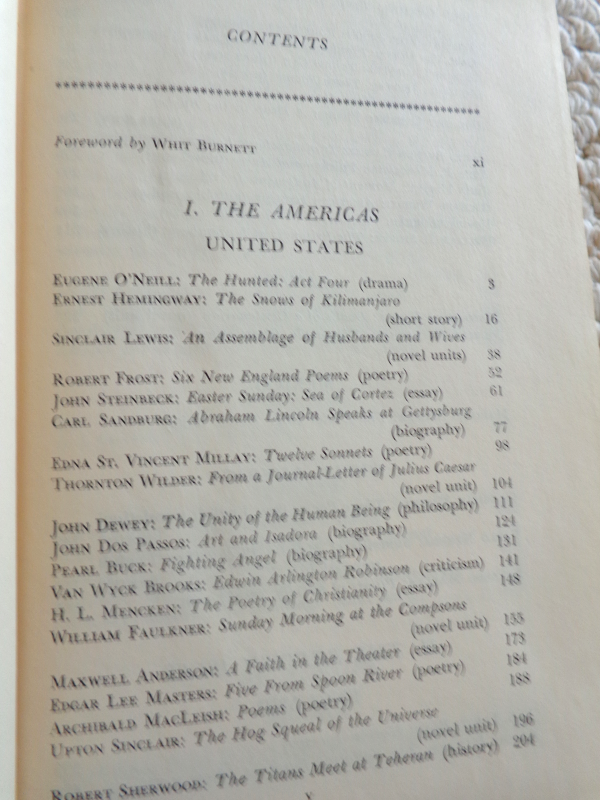 CONTENTS
Foreword by WHIT BURNETT
xi
I. THE AMERICAS
UNITED STATES
EUGENE O'NEILL: The Hunted: Act Four (drama) 3
ERNEST HEMINGWAY: The Snows of Kilimanjaro
(short story) 16
SINCLAIR LEWIS: An Assemblage of Husbands and Wives
(novel units) 38
ROBERT FROST: Six New England Poems (poetry) 52
JOHN STEINBECK: Easter Sunday: Sea of Cortez (essay) 61
CARL SANDBURG: Abraham Lincoln Speaks at Gettysburg
(biography) 77
EDNA ST. VINCENT MILLAY: Twelve Sonnets (poetry) 98
THORNTON WILDER: From a Journal-Letter of Julius Caesar
(novel unit) 104
JOHN DEWEY: The Unity of the Human Being (philosophy) 111
JOHN DOS PASSOS: Art and Isadora (biography) 124
PEARL BUCK: Fighting Angel (biography) 131
VAN WYCK BROOKS: Edwin Arlington Robinson (criticism) 141
H. L. MENCKEN: The Poetry of Christianity (essay) 148
WILLIAM FAULKNER: Sunday Morning at the Compsons
(novel unit) 155
MAXWELL ANDERSON: A Faith in the Theater (essay) 173
EDGAR LEE MASTERS: Five From Spoon River (poetry) 184
ARCHIBALD MACLEISH: Poems (poetry) 188
UPTON SINCLAIR: The Hog Squeal of the Universe
(novel unit) 196
ROBERT SHERWOOD: The Titans Meet at Teheran (history) 204
v